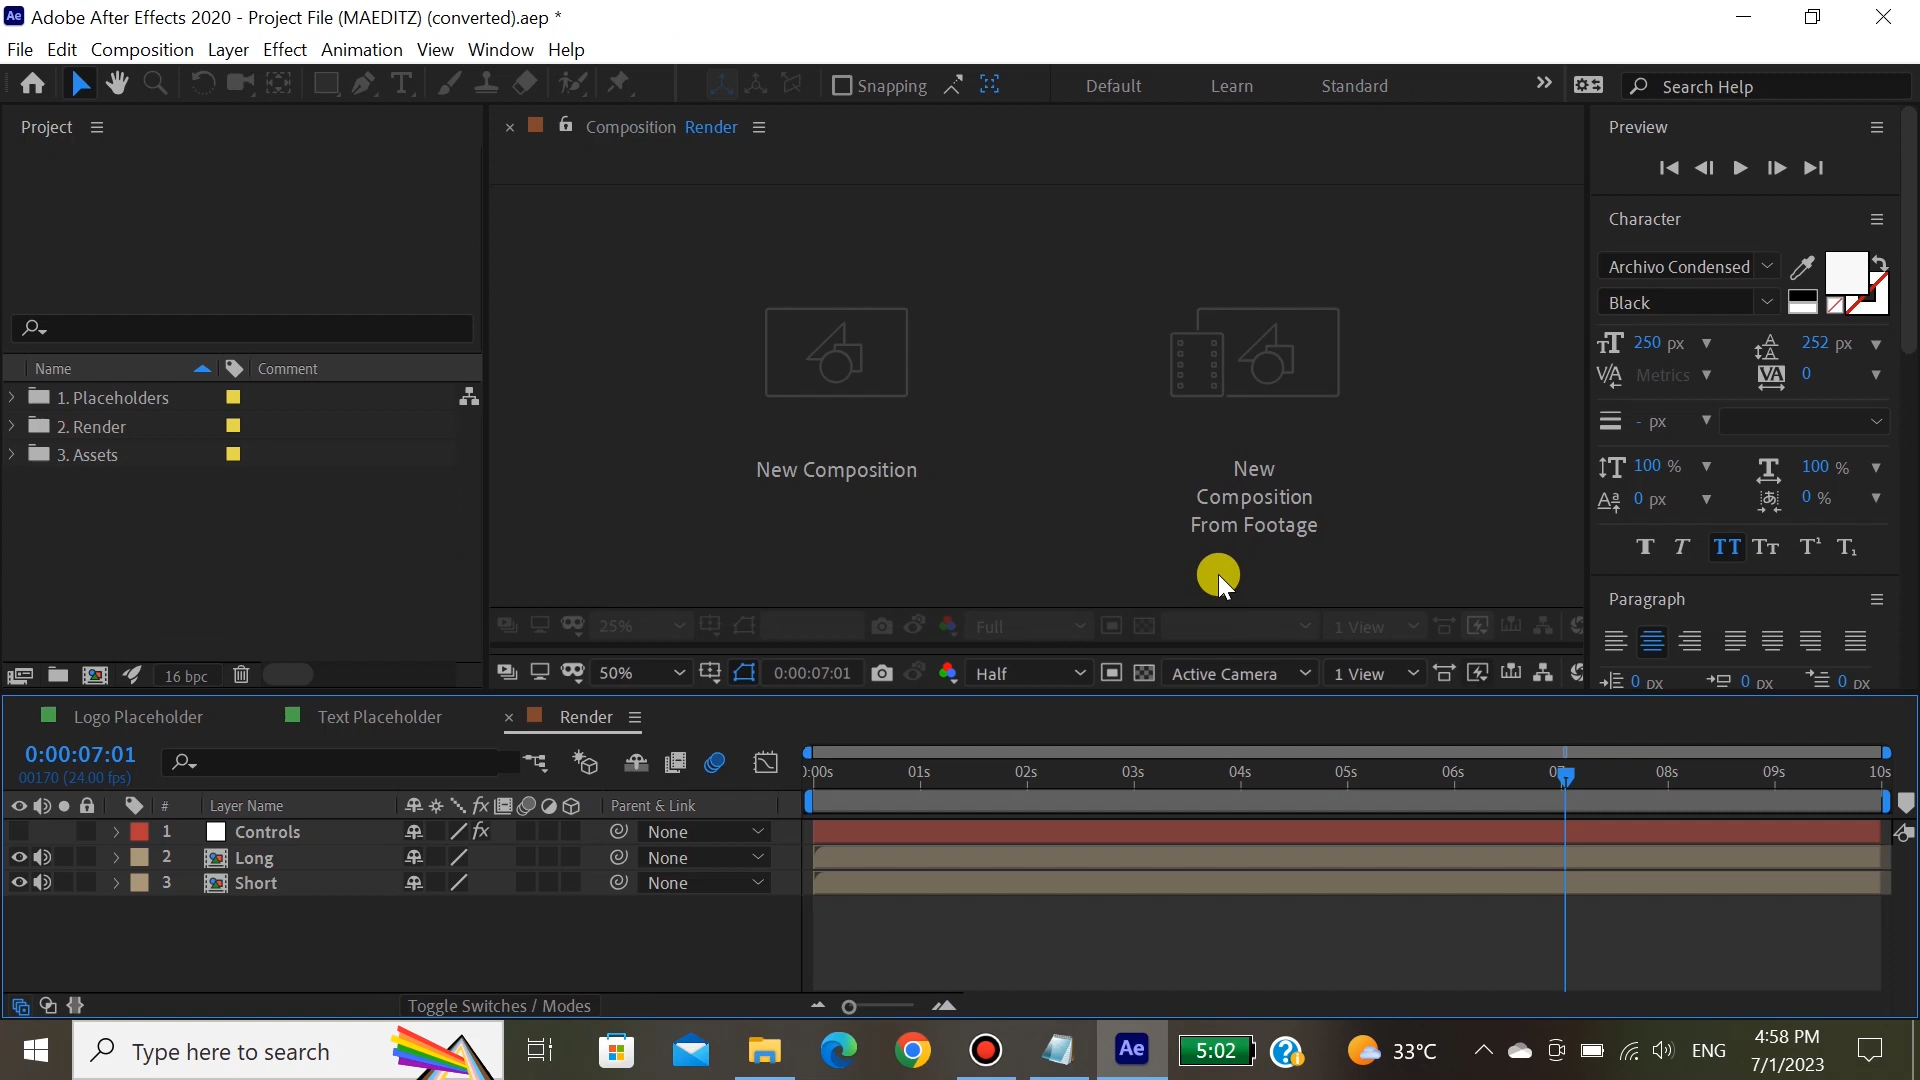 Ae Adobe After Effects 2020 - Project File (MAEDITZ) (converted).aep *
File Edit Composition Layer Effect Animation View Window Help
Snapping Default Learn Standard Search Help
Project
Composition Render
Preview
Character
Archivo Condensed
Black
250 px 252 px
Metrics 0
- px
100 % 100 %
0 px 0 %
Name Comment
1. Placeholders
2. Render
3. Assets
New Composition
New
Composition
From Footage
Paragraph
0 px 0 px 0 px
25% Full 1 View
16 bpc 50% 0:00:07:01 Half Active Camera 1 View
Logo Placeholder Text Placeholder Render
0:00:07:01
00170 (24.00 fps)
):00s 01s 02s 03s 04s 05s 06s 07 08s 09s 10s
# Layer Name Parent & Link
1 Controls fx None
2 Long None
3 Short None
Toggle Switches / Modes
Type here to search Ae 5:02 33°C ENG 4:58 PM
7/1/2023